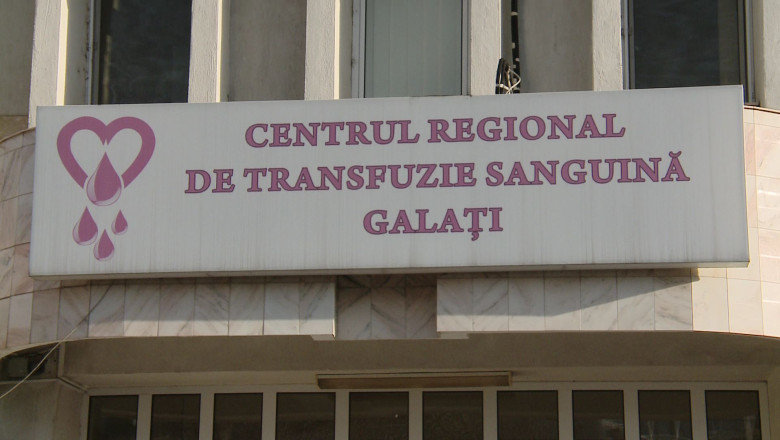 CENTRUL REGIONAL
DE TRANSFUZIE SANGUINĂ
GALAȚI